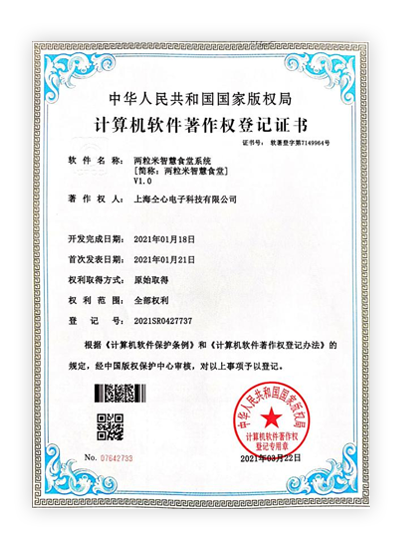 中华人民共和国国家版权局
计算机软件著作权登记证书
证书号： 软著登字第7149964号
软件名称： 两粒米智慧食堂系统
[简称：两粒米智慧食堂]
V1.0
著作权人： 上海仝心电子科技有限公司
开发完成日期： 2021年01月18日
首次发表日期： 2021年01月21日
权利取得方式： 原始取得
权利范围： 全部权利
登记号： 2021SR0427737
根据《计算机软件保护条例》和《计算机软件著作权登记办法》的
规定，经中国版权保护中心审核，对以上事项予以登记。
中华人民共和国国家版权局
计算机软件著作权
登记专用章
No. 07642733
2021年03月22日